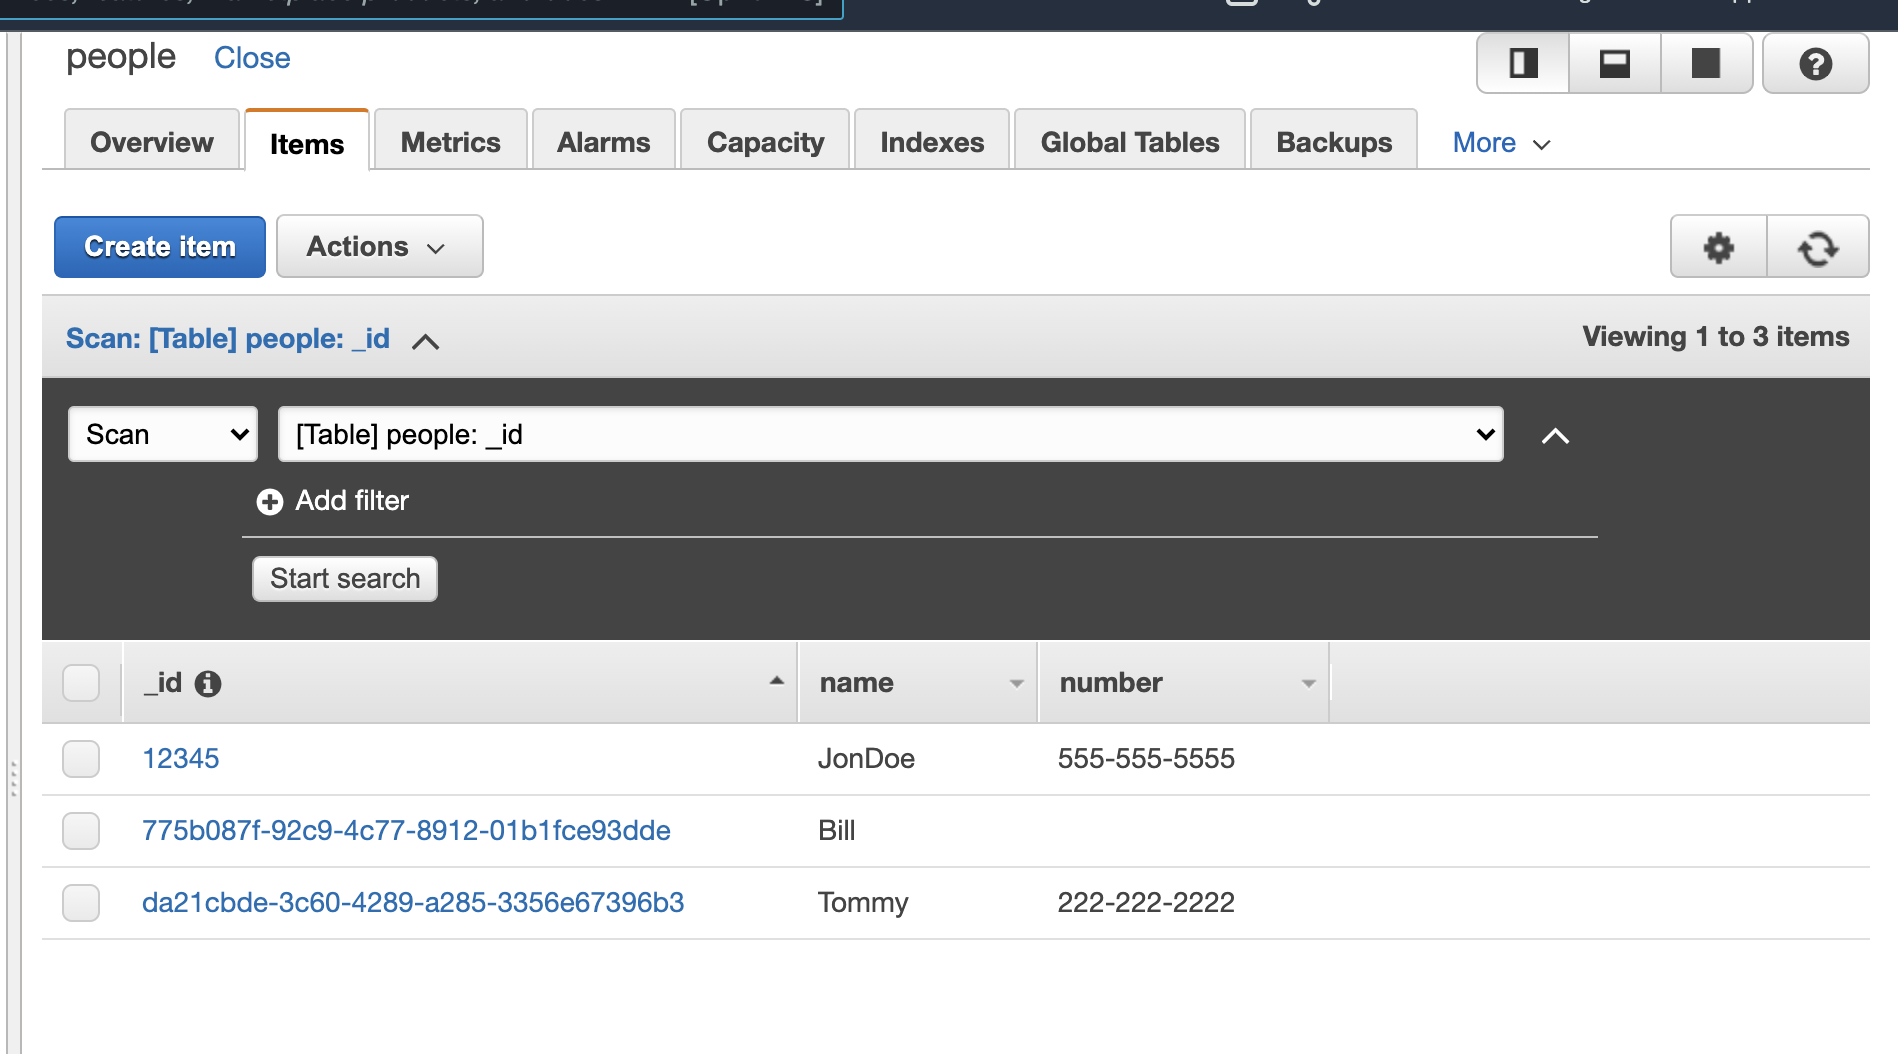 people Close
Overview Items Metrics Alarms Capacity Indexes Global Tables Backups More
Create item Actions
Scan: [Table] people: _id Viewing 1 to 3 items
Scan [Table] people: _id
Add filter
Start search
_id name number
12345 JonDoe 555-555-5555
775b087f-92c9-4c77-8912-01b1fce93dde Bill
da21cbde-3c60-4289-a285-3356e67396b3 Tommy 222-222-2222